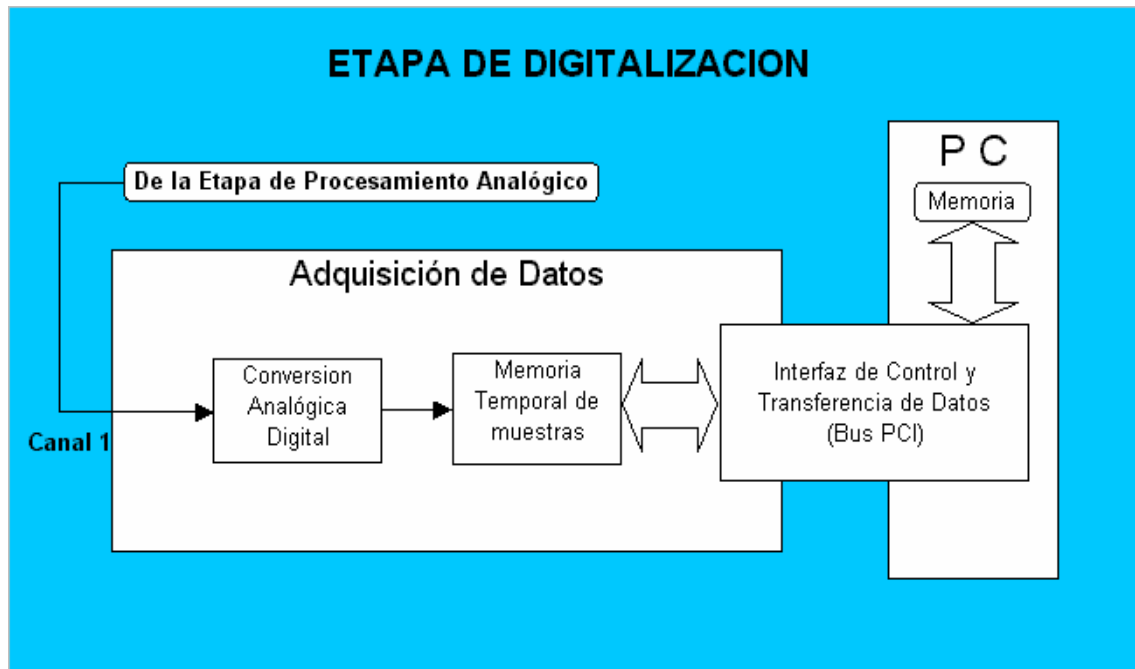 ETAPA DE DIGITALIZACION
P C
De la Etapa de Procesamiento Analógico
Memoria
Adquisición de Datos
Conversion
Analógica
Digital
Memoria
Temporal de
muestras
Interfaz de Control y
Transferencia de Datos
(Bus PCI)
Canal 1